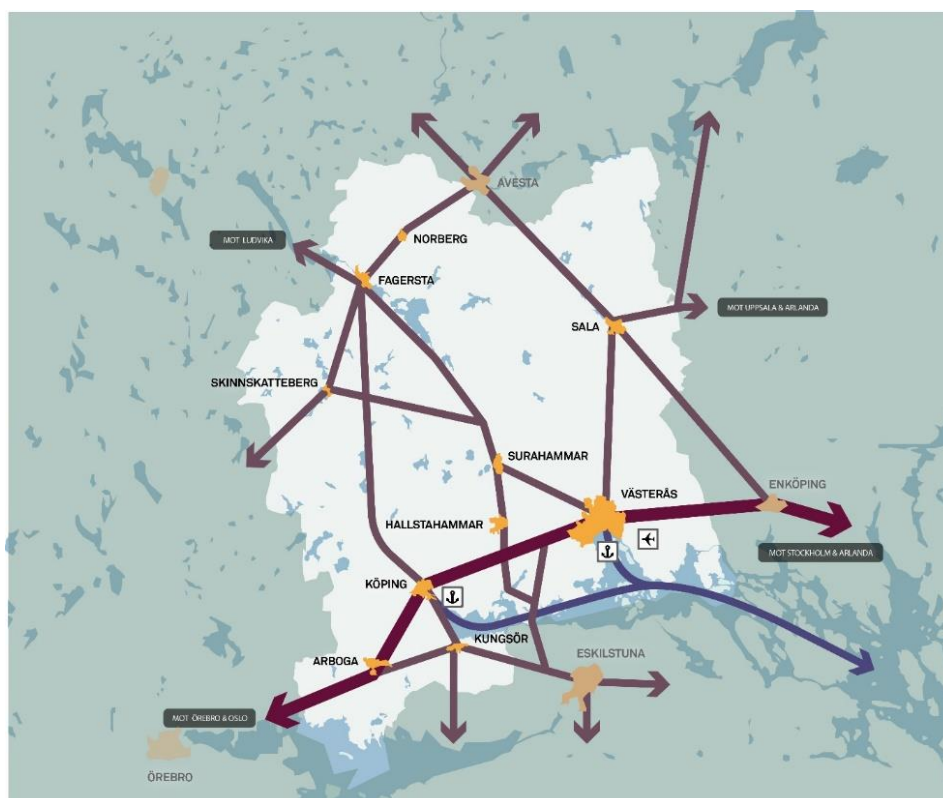 AVESTA
NORBERG
MOT LUDVIKA
FAGERSTA
MOT UPPSALA & ARLANDA
SALA
SKINNSKATTEBERG
SURAHAMMAR
ENKÖPING
VÄSTERÅS
HALLSTAHAMMAR
MOT STOCKHOLM & ARLANDA
KÖPING
KUNGSÖR
ESKILSTUNA
ARBOGA
MOT ÖREBRO & OSLO
ÖREBRO